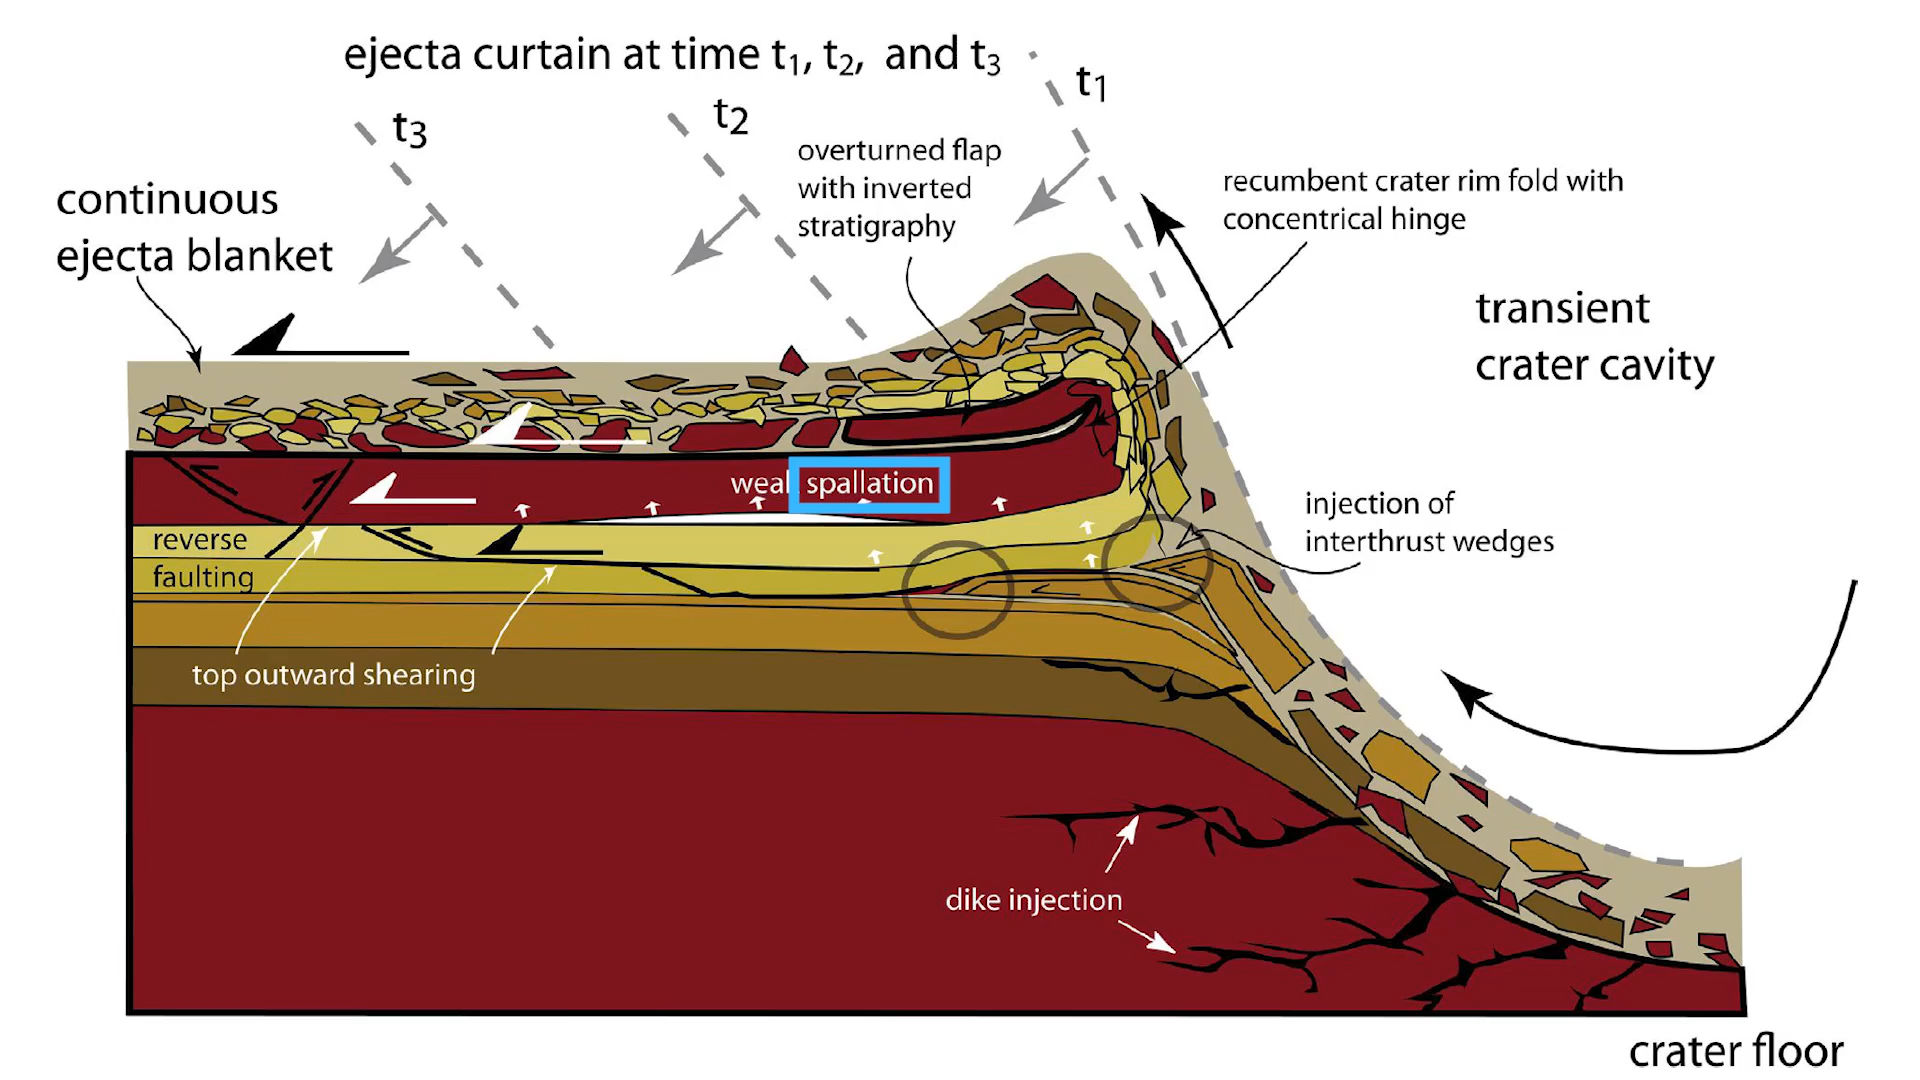 ejecta curtain at time t₁, t₂, and t₃
t₁
t₂
t₃
overturned flap
with inverted
stratigraphy
recumbent crater rim fold with
concentrical hinge
continuous
ejecta blanket
transient
crater cavity
weak spallation
injection of
interthrust wedges
reverse
faulting
top outward shearing
dike injection
crater floor